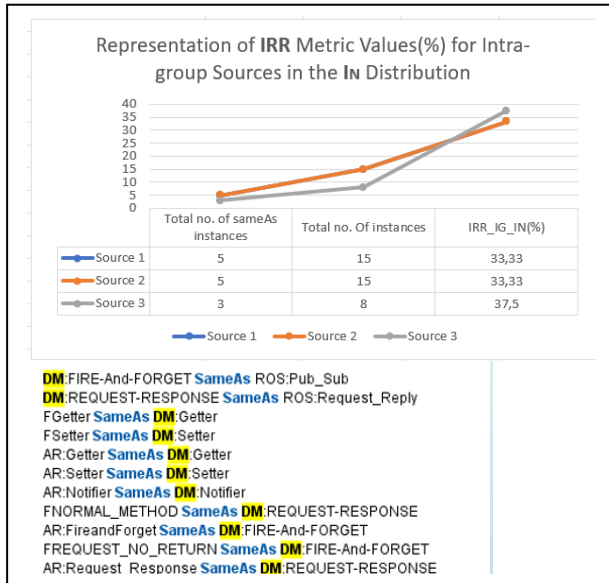 Representation of IRR Metric Values(%) for Intra-
group Sources in the IN Distribution
40
35
30
25
20
15
10
5
0
Total no. of sameAs
instances
Total no. Of instances
IRR_IG_IN(%)
Source 1 5 15 33,33
Source 2 5 15 33,33
Source 3 3 8 37,5
Source 1 Source 2 Source 3
DM:FIRE-And-FORGET SameAs ROS:Pub_Sub
DM:REQUEST-RESPONSE SameAs ROS:Request_Reply
FGetter SameAs DM:Getter
FSetter SameAs DM:Setter
AR:Getter SameAs DM:Getter
AR:Setter SameAs DM:Setter
AR:Notifier SameAs DM:Notifier
FNORMAL_METHOD SameAs DM:REQUEST-RESPONSE
AR:FireandForget SameAs DM:FIRE-And-FORGET
FREQUEST_NO_RETURN SameAs DM:FIRE-And-FORGET
AR:Request_Response SameAs DM:REQUEST-RESPONSE